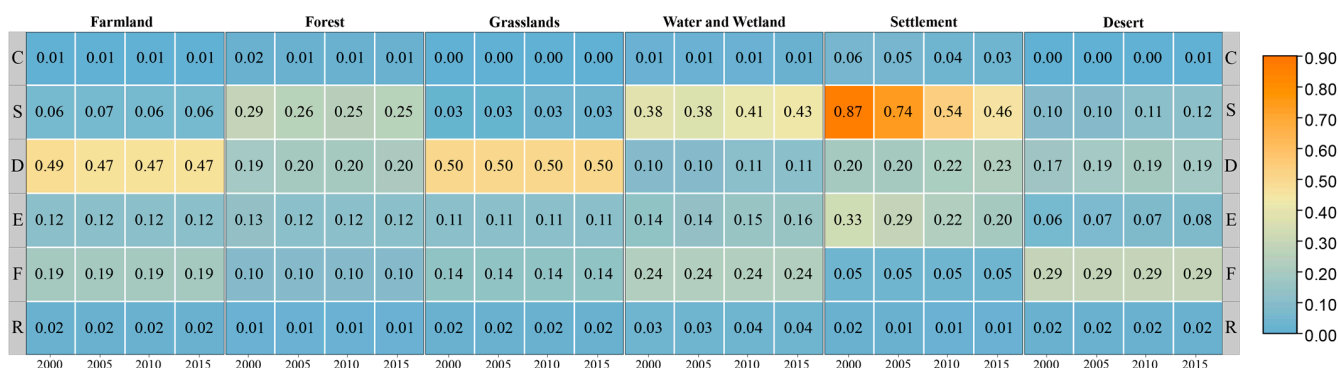 Farmland Forest Grasslands Water and Wetland Settlement Desert
C 0.01 0.01 0.01 0.01 0.02 0.01 0.01 0.01 0.00 0.00 0.00 0.00 0.01 0.01 0.01 0.01 0.06 0.05 0.04 0.03 0.00 0.00 0.00 0.01 C 0.90
0.80
S 0.06 0.07 0.06 0.06 0.29 0.26 0.25 0.25 0.03 0.03 0.03 0.03 0.38 0.38 0.41 0.43 0.87 0.74 0.54 0.46 0.10 0.10 0.11 0.12 S
0.70
0.60
D 0.49 0.47 0.47 0.47 0.19 0.20 0.20 0.20 0.50 0.50 0.50 0.50 0.10 0.10 0.11 0.11 0.20 0.20 0.22 0.23 0.17 0.19 0.19 0.19 D
0.50
0.40
E 0.12 0.12 0.12 0.12 0.13 0.12 0.12 0.12 0.11 0.11 0.11 0.11 0.14 0.14 0.15 0.16 0.33 0.29 0.22 0.20 0.06 0.07 0.07 0.08 E
0.30
F 0.19 0.19 0.19 0.19 0.10 0.10 0.10 0.10 0.14 0.14 0.14 0.14 0.24 0.24 0.24 0.24 0.05 0.05 0.05 0.05 0.29 0.29 0.29 0.29 F
0.20
0.10
R 0.02 0.02 0.02 0.02 0.01 0.01 0.01 0.01 0.02 0.02 0.02 0.02 0.03 0.03 0.04 0.04 0.02 0.01 0.01 0.01 0.02 0.02 0.02 0.02 R
0.00
2000 2005 2010 2015 2000 2005 2010 2015 2000 2005 2010 2015 2000 2005 2010 2015 2000 2005 2010 2015 2000 2005 2010 2015